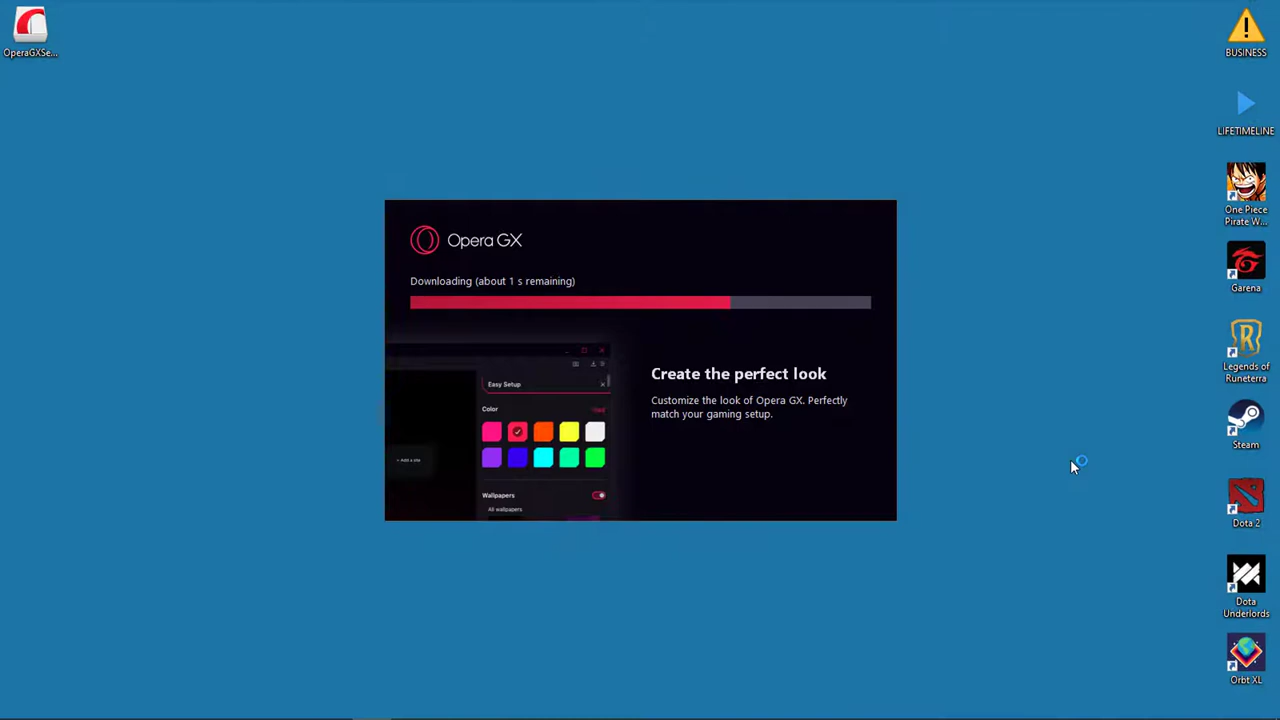 OperaGXSe...
BUSINESS
LIFETIMELINE
One Piece
Pirate W...
Garena
Legends of
Runeterra
Steam
Dota 2
Dota
Underlords
Orbt XL
Opera GX
Downloading (about 1 s remaining)
Easy Setup
Color
Wallpapers
All wallpapers
+ Add a site
Create the perfect look
Customize the look of Opera GX. Perfectly
match your gaming setup.